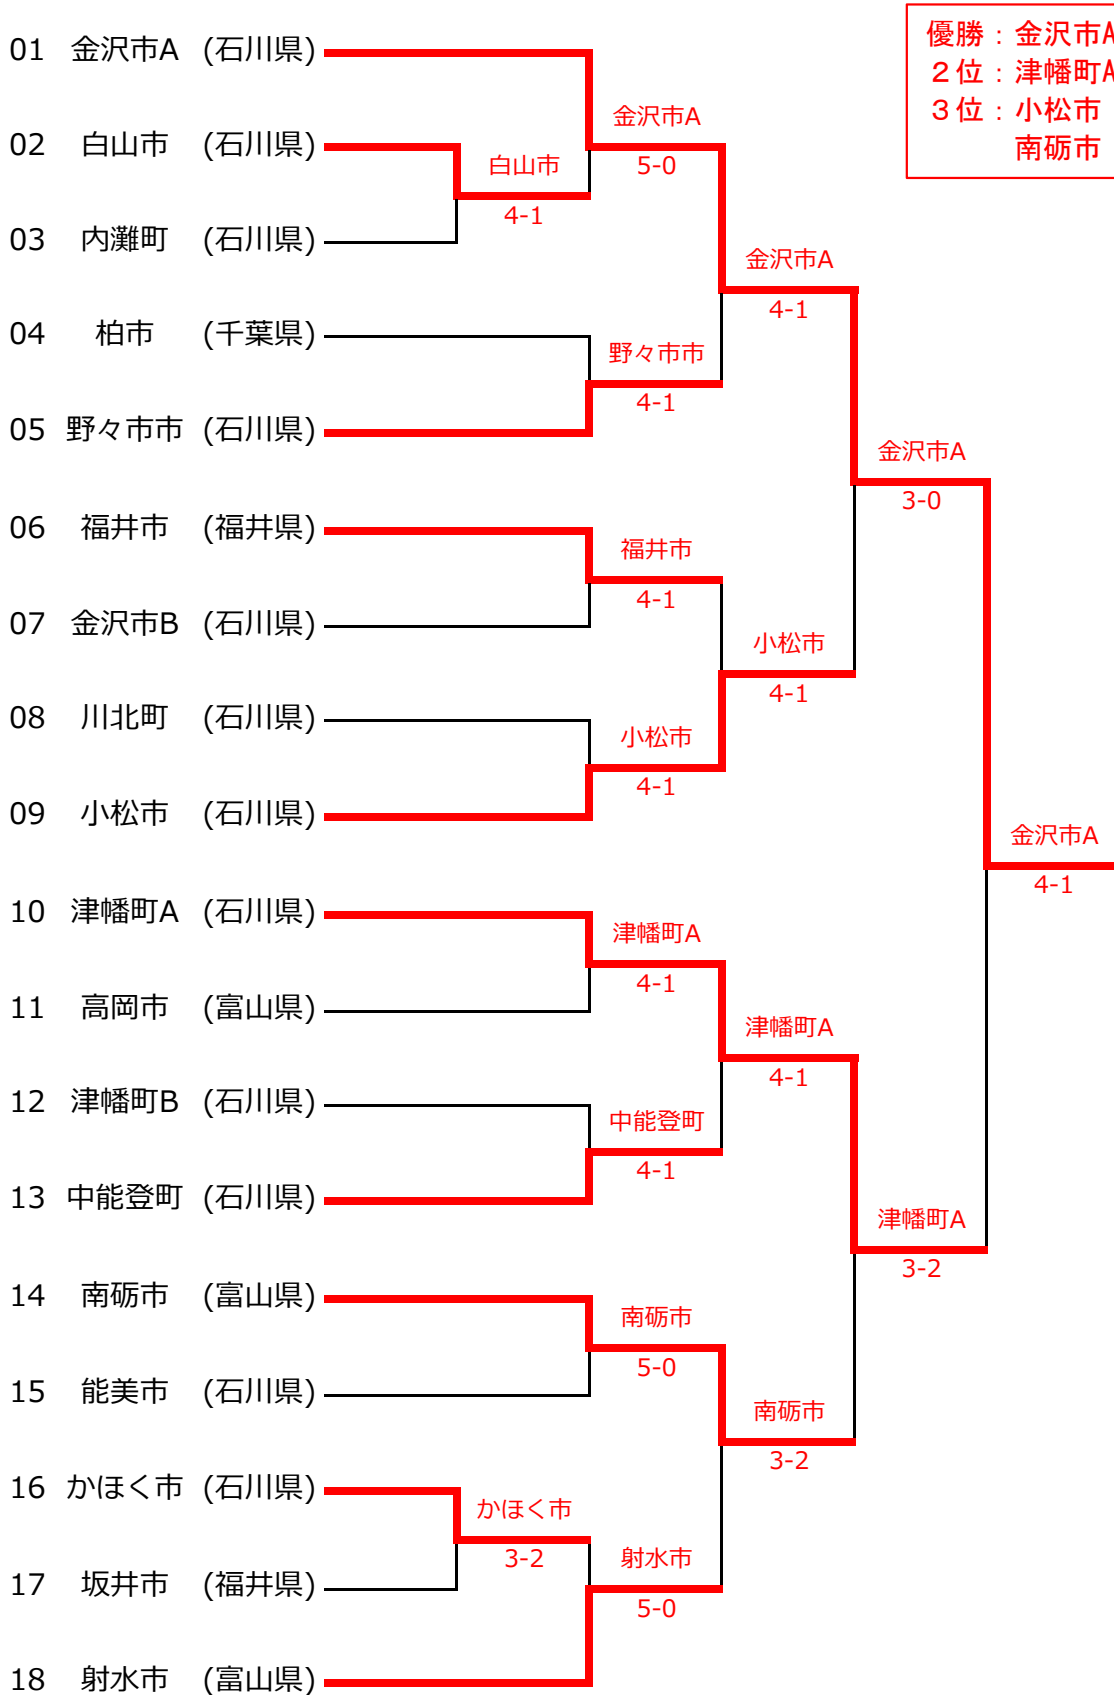 優勝：金沢市A
２位：津幡町A
３位：小松市
南砺市
01 金沢市A (石川県)
金沢市A
02 白山市 (石川県)
5-0
白山市
4-1
03 内灘町 (石川県)
金沢市A
4-1
04 柏市 (千葉県)
野々市市
4-1
05 野々市市 (石川県)
金沢市A
3-0
06 福井市 (福井県)
福井市
4-1
07 金沢市B (石川県)
小松市
4-1
08 川北町 (石川県)
小松市
4-1
09 小松市 (石川県)
金沢市A
4-1
10 津幡町A (石川県)
津幡町A
4-1
11 高岡市 (富山県)
津幡町A
4-1
12 津幡町B (石川県)
中能登町
4-1
13 中能登町 (石川県)
津幡町A
3-2
14 南砺市 (富山県)
南砺市
5-0
15 能美市 (石川県)
南砺市
3-2
16 かほく市 (石川県)
かほく市
3-2
射水市
5-0
17 坂井市 (福井県)
18 射水市 (富山県)